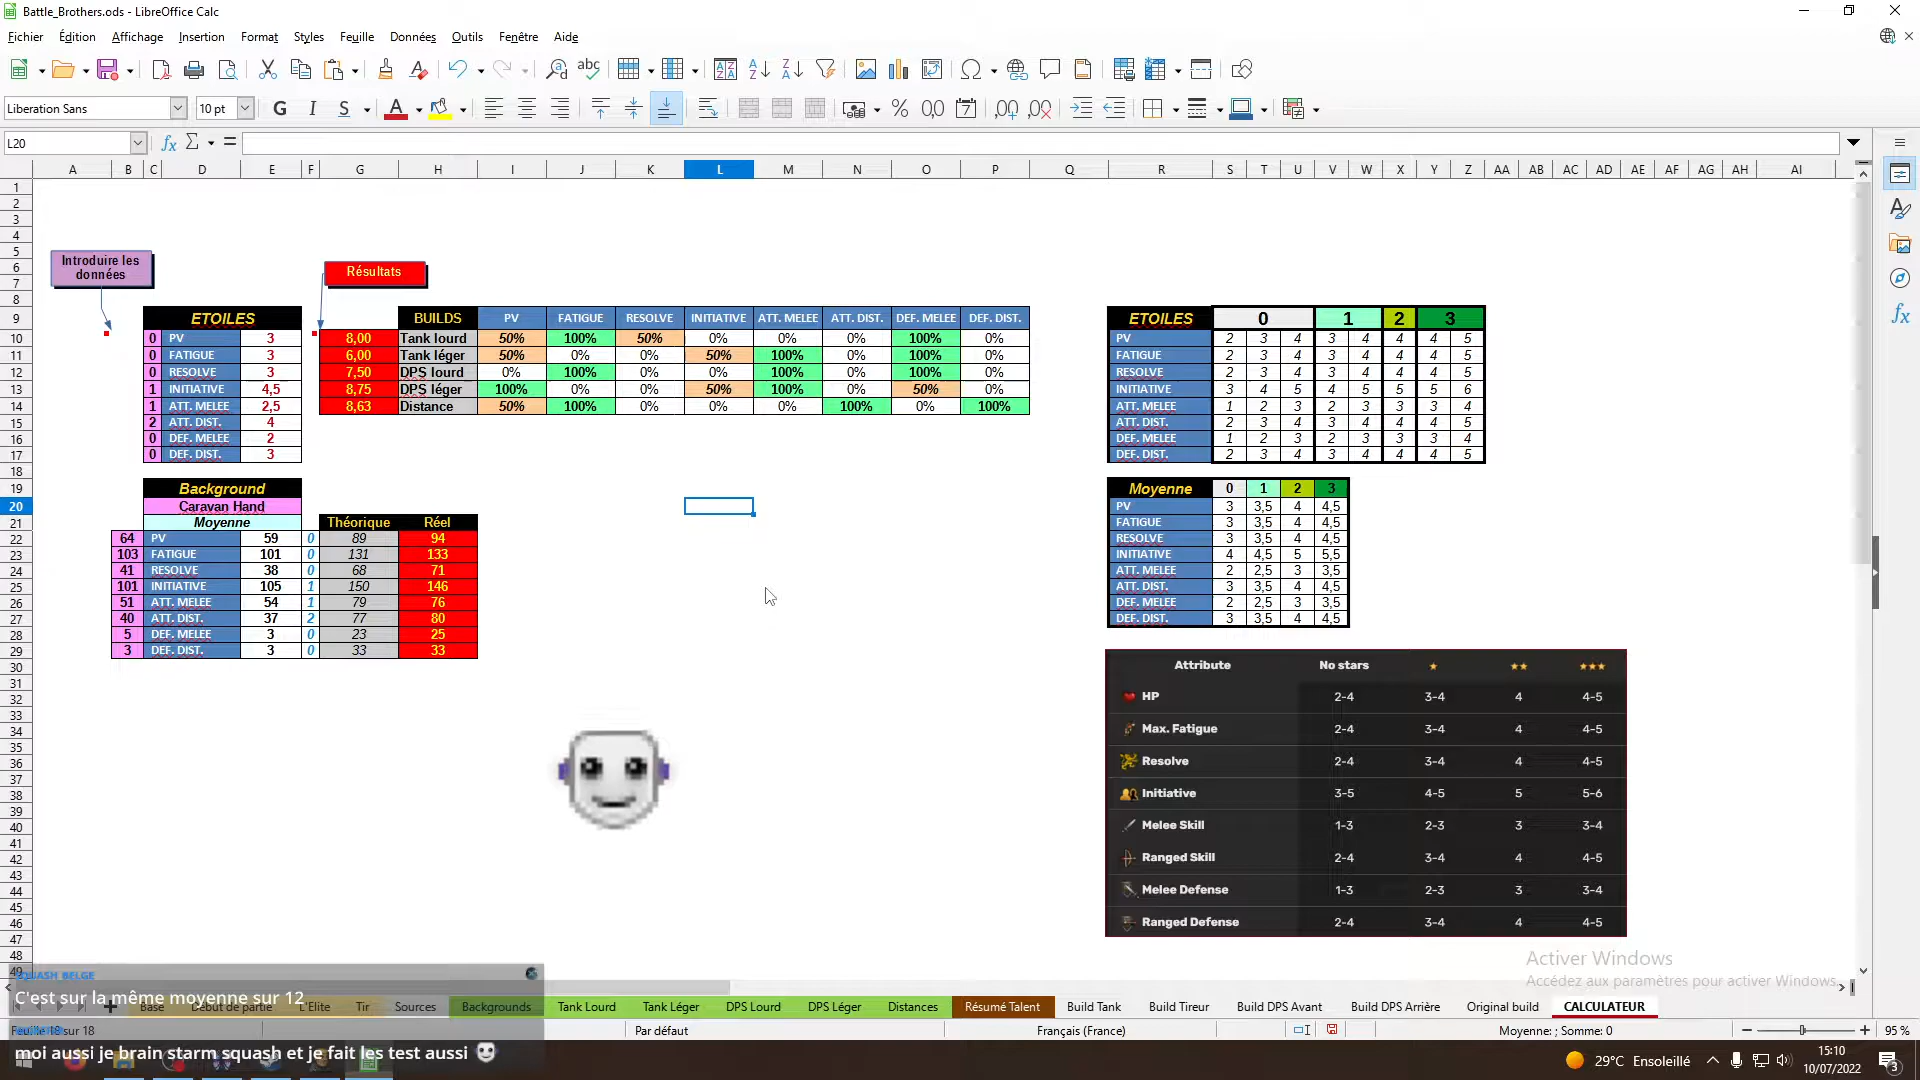 Battle_Brothers.ods - LibreOffice Calc
Fichier Édition Affichage Insertion Format Styles Feuille Données Outils Fenêtre Aide
Liberation Sans 10 pt G I S
L20
A B C D E F G H I J K L M N O P Q R S T U V W X Y Z AA AB AC AD AE AF AG AH AI
Introduire les
données
Résultats
ETOILES
0 PV 3
0 FATIGUE 3
0 RESOLVE 3
1 INITIATIVE 4,5
1 ATT. MELEE 2,5
2 ATT. DIST. 4
0 DEF. MELEE 2
0 DEF. DIST. 3
BUILDS PV FATIGUE RESOLVE INITIATIVE ATT. MELEE ATT. DIST. DEF. MELEE DEF. DIST.
8,00 Tank lourd 50% 100% 50% 0% 0% 0% 100% 0%
6,00 Tank léger 50% 0% 0% 50% 100% 0% 100% 0%
7,50 DPS lourd 0% 100% 0% 0% 100% 0% 100% 0%
8,75 DPS léger 100% 0% 0% 50% 100% 0% 50% 0%
8,63 Distance 50% 100% 0% 0% 0% 100% 0% 100%
ETOILES 0 1 2 3
PV 2 3 4 3 4 4 4 5
FATIGUE 2 3 4 3 4 4 4 5
RESOLVE 2 3 4 3 4 4 4 5
INITIATIVE 3 4 5 4 5 5 5 6
ATT. MELEE 1 2 3 2 3 3 3 4
ATT. DIST. 2 3 4 3 4 4 4 5
DEF. MELEE 1 2 3 2 3 3 3 4
DEF. DIST. 2 3 4 3 4 4 4 5
Background
Caravan Hand
Moyenne Théorique Réel
64 PV 59 0 89 94
103 FATIGUE 101 0 131 133
41 RESOLVE 38 0 68 71
101 INITIATIVE 105 1 150 146
51 ATT. MELEE 54 1 79 76
40 ATT. DIST. 37 2 77 80
5 DEF. MELEE 3 0 23 25
3 DEF. DIST. 3 0 33 33
Moyenne 0 1 2 3
PV 3 3,5 4 4,5
FATIGUE 3 3,5 4 4,5
RESOLVE 3 3,5 4 4,5
INITIATIVE 4 4,5 5 5,5
ATT. MELEE 2 2,5 3 3,5
ATT. DIST. 3 3,5 4 4,5
DEF. MELEE 2 2,5 3 3,5
DEF. DIST. 3 3,5 4 4,5
Attribute No stars ★ ★★ ★★★
HP 2-4 3-4 4 4-5
Max. Fatigue 2-4 3-4 4 4-5
Resolve 2-4 3-4 4 4-5
Initiative 3-5 4-5 5 5-6
Melee Skill 1-3 2-3 3 3-4
Ranged Skill 2-4 3-4 4 4-5
Melee Defense 1-3 2-3 3 3-4
Ranged Defense 2-4 3-4 4 4-5
Activer Windows
Accédez aux paramètres pour activer Windows.
SQUASH_BELGE
C'est sur la même moyenne sur 12
Base Début de partie L'Elite Tir Sources Backgrounds Tank Lourd Tank Léger DPS Lourd DPS Léger Distances Résumé Talent Build Tank Build Tireur Build DPS Avant Build DPS Arrière Original build CALCULATEUR
Feuille 18 sur 18 Par défaut Français (France) Moyenne: ; Somme: 0 95 %
moi aussi je brain starm squash et je fait les test aussi
29°C Ensoleillé
15:10
10/07/2022
3